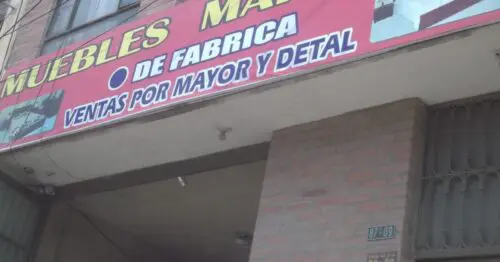 MUEBLES
DE FABRICA
VENTAS POR MAYOR Y DETAL